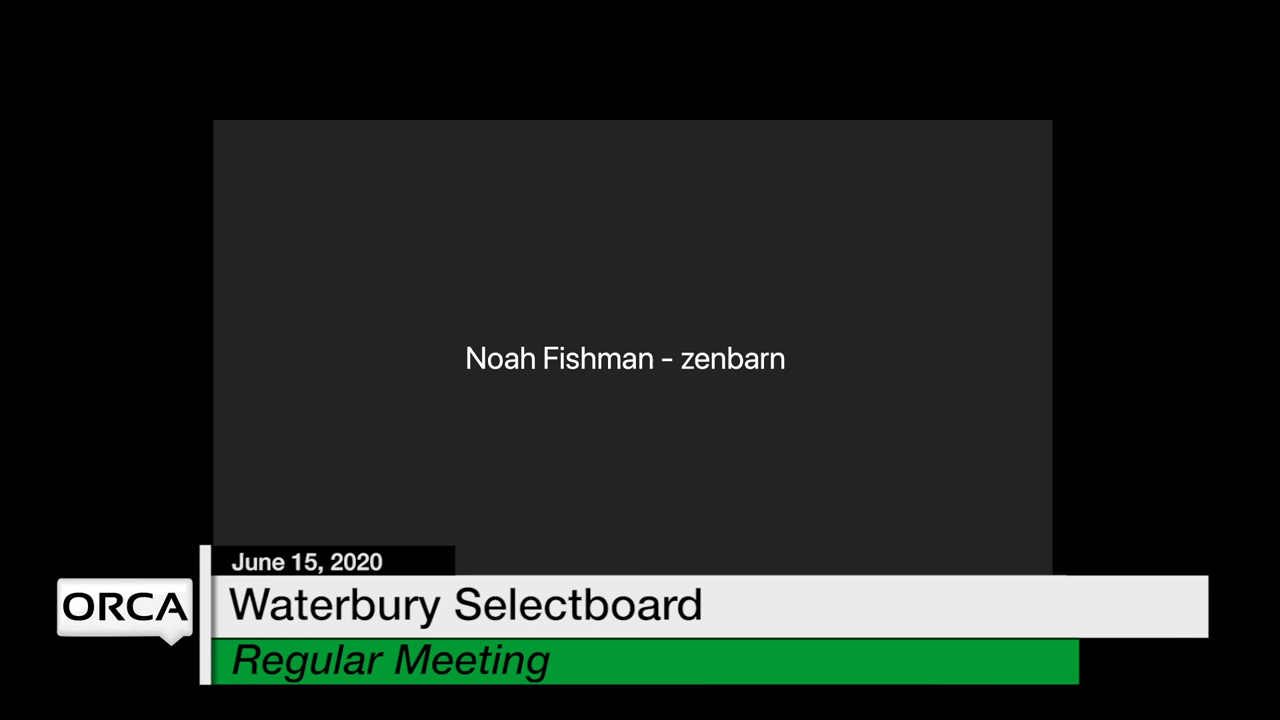 Noah Fishman - zenbarn
June 15, 2020
ORCA
Waterbury Selectboard
Regular Meeting